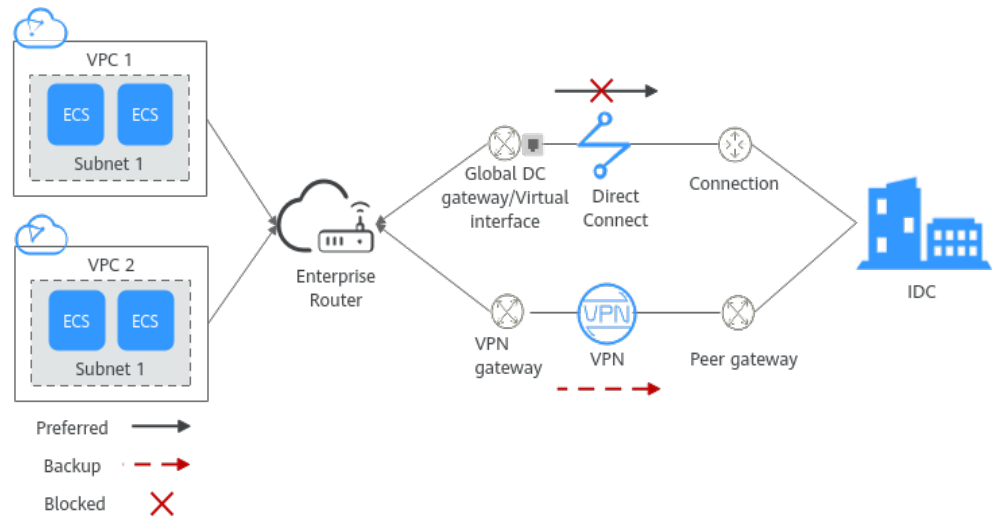 VPC 1
ECS ECS
Subnet 1
VPC 2
ECS ECS
Subnet 1
Enterprise
Router
Global DC
gateway/Virtual
interface
Direct
Connect
Connection
VPN
gateway
VPN
VPN
Peer gateway
IDC
Preferred
Backup
Blocked